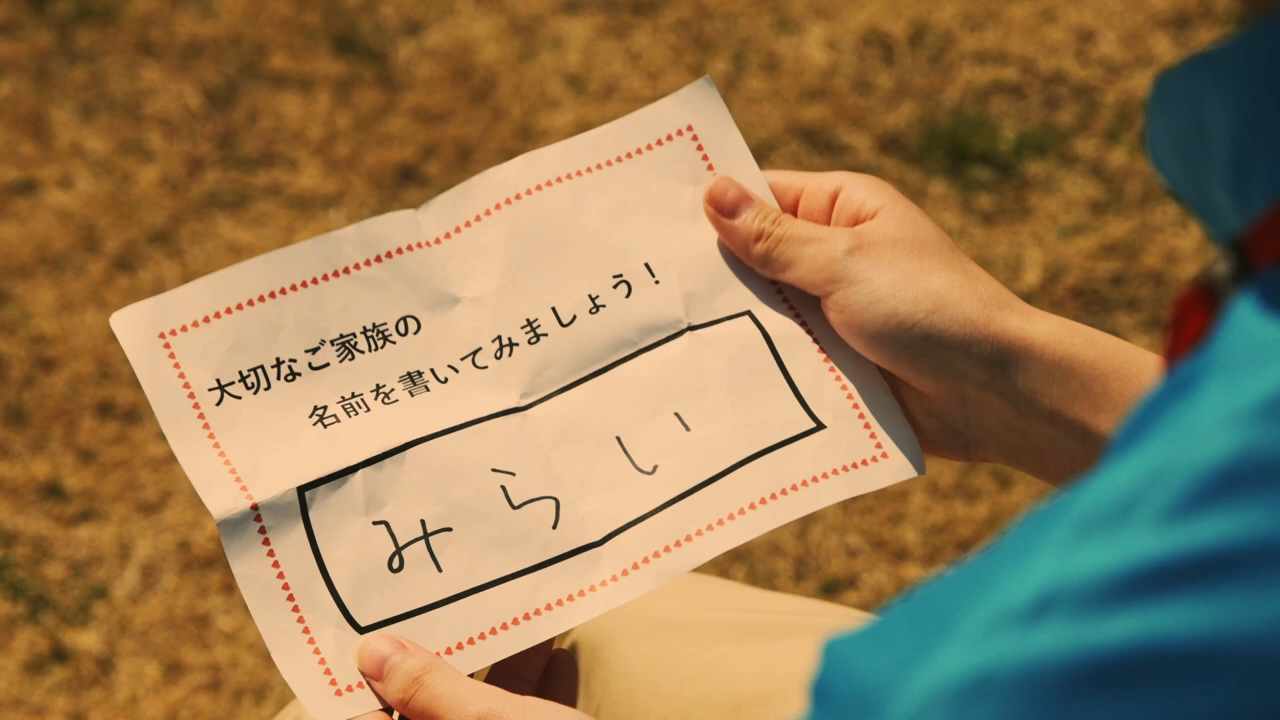 大切なご家族の
名前を書いてみましょう！
みらい